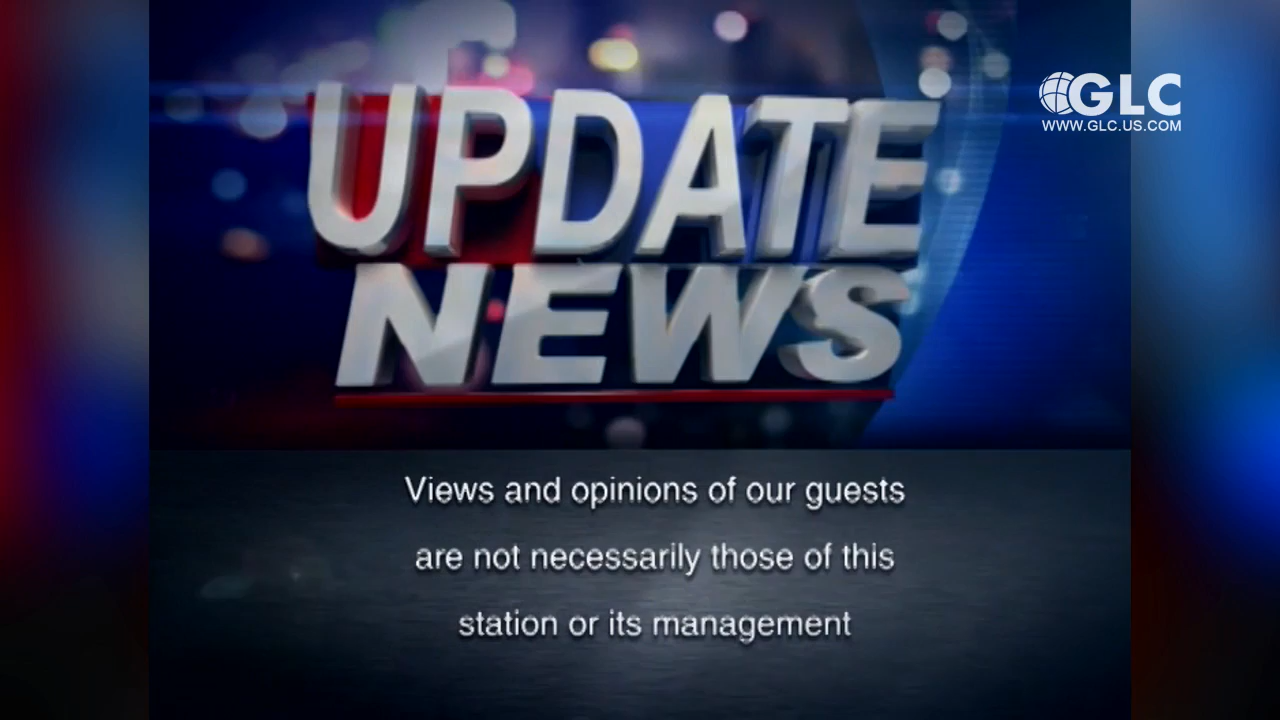 GLC
WWW.GLC.US.COM
UPDATE
NEWS
Views and opinions of our guests
are not necessarily those of this
station or its management